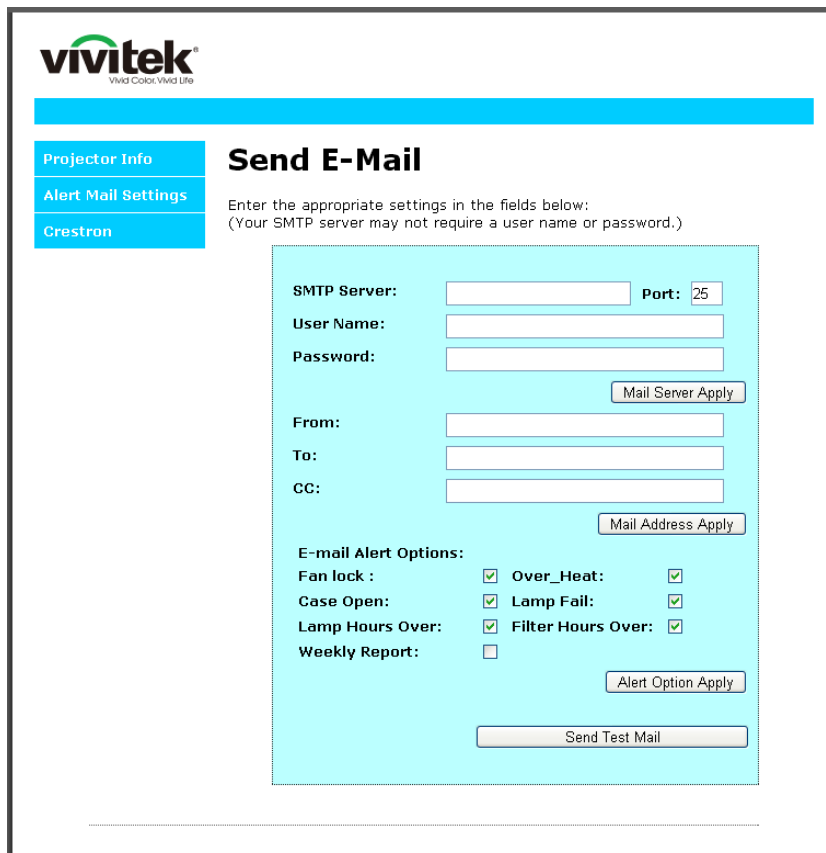 vivitek®
Vivid Color. Vivid Life
Projector Info
Alert Mail Settings
Crestron
Send E-Mail
Enter the appropriate settings in the fields below:
(Your SMTP server may not require a user name or password.)
SMTP Server: Port: 25
User Name:
Password:
Mail Server Apply
From:
To:
CC:
Mail Address Apply
E-mail Alert Options:
Fan lock : Over_Heat:
Case Open: Lamp Fail:
Lamp Hours Over: Filter Hours Over:
Weekly Report:
Alert Option Apply
Send Test Mail